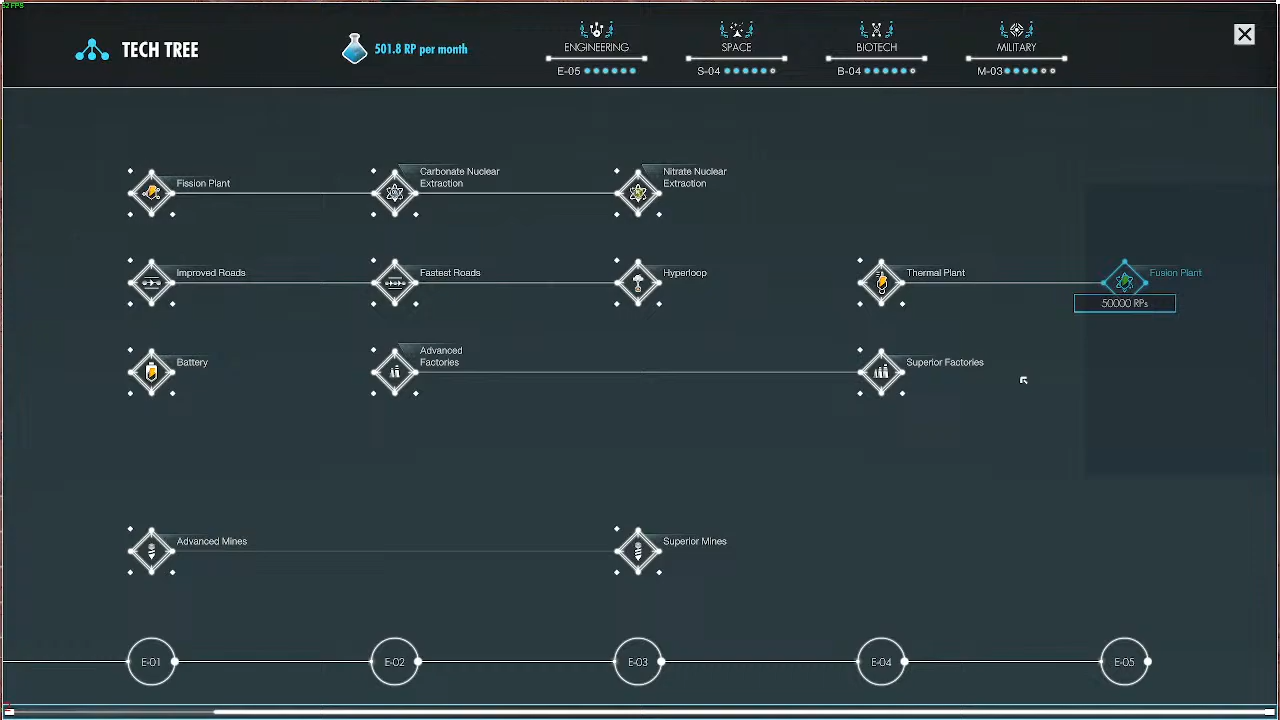 52 FPS
TECH TREE
501.8 RP per month
ENGINEERING
E-05
SPACE
S-04
BIOTECH
B-04
MILITARY
M-03
Fission Plant
Carbonate Nuclear
Extraction
Nitrate Nuclear
Extraction
Improved Roads
Fastest Roads
Hyperloop
Thermal Plant
Fusion Plant
50000 RPs
Battery
Advanced
Factories
Superior Factories
Advanced Mines
Superior Mines
E-01
E-02
E-03
E-04
E-05